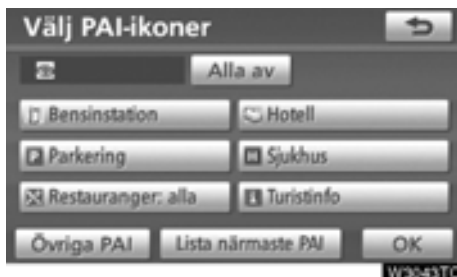 Välj PAI-ikoner
Alla av
Bensinstation
Hotell
Parkering
Sjukhus
Restauranger: alla
Turistinfo
Övriga PAI
Lista närmaste PAI
OK
W3043TC